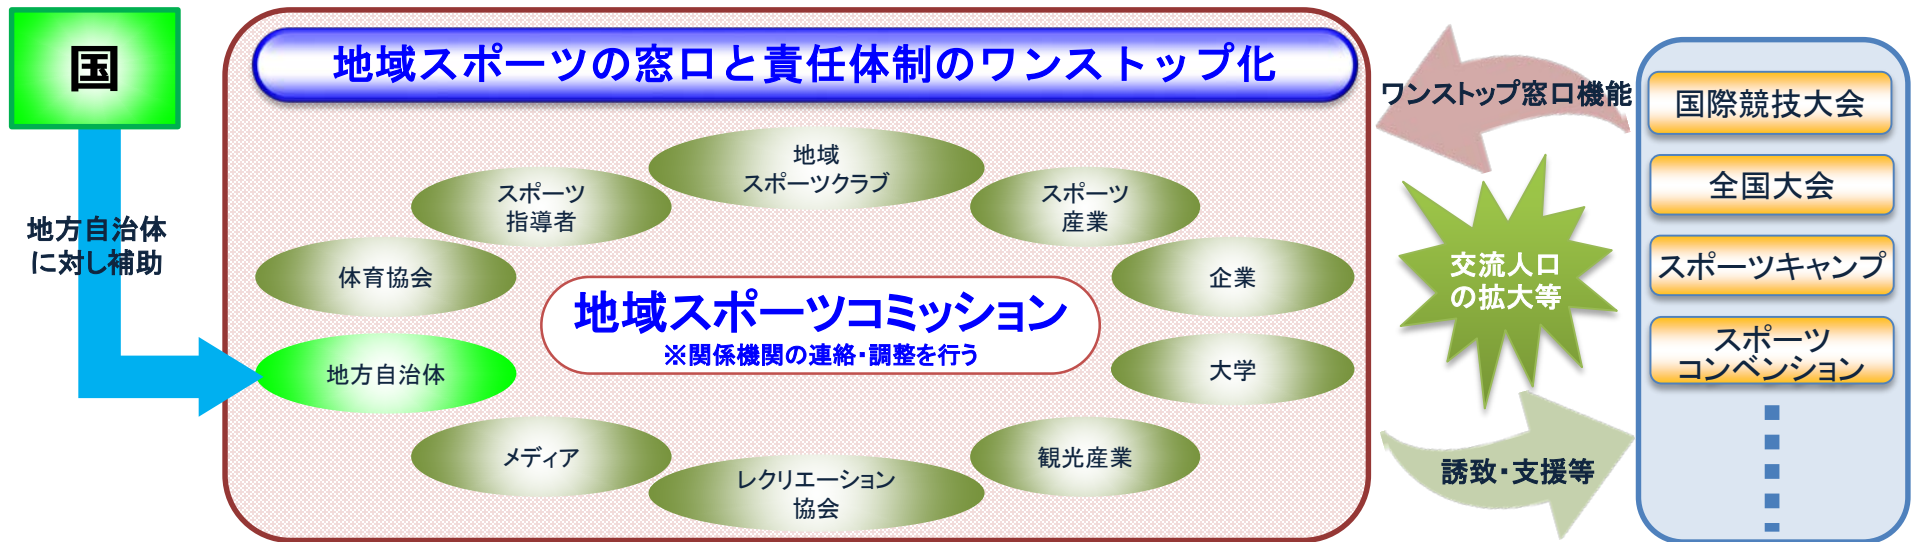 国
地方自治体
に対し補助
地域スポーツの窓口と責任体制のワンストップ化
地域
スポーツクラブ
スポーツ
指導者
スポーツ
産業
体育協会
企業
地域スポーツコミッション
※関係機関の連絡・調整を行う
地方自治体
大学
メディア
観光産業
レクリエーション
協会
ワンストップ窓口機能
交流人口
の拡大等
誘致・支援等
国際競技大会
全国大会
スポーツキャンプ
スポーツ
コンベンション